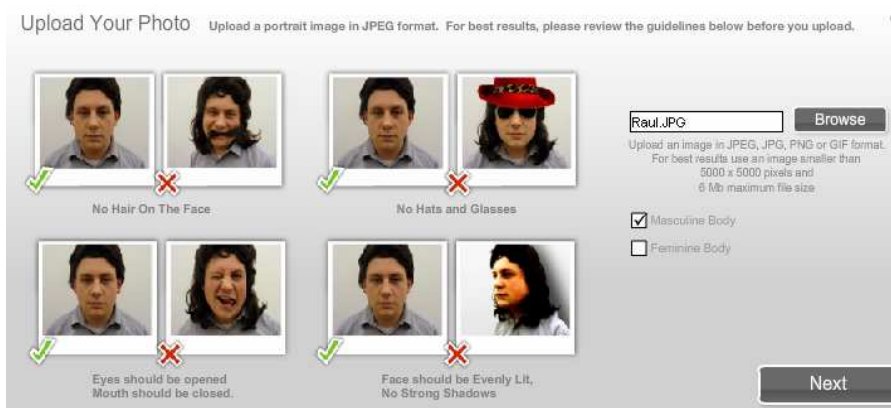 Upload Your Photo Upload a portrait image in JPEG format. For best results, please review the guidelines below before you upload.
No Hair On The Face
No Hats and Glasses
Eyes should be opened
Mouth should be closed.
Face should be Evenly Lit,
No Strong Shadows
Raul.JPG Browse
Upload an image in JPEG, JPG, PNG or GIF format.
For best results use an image smaller than
5000 x 5000 pixels and
6 Mb maximum file size
Masculine Body
Feminine Body
Next